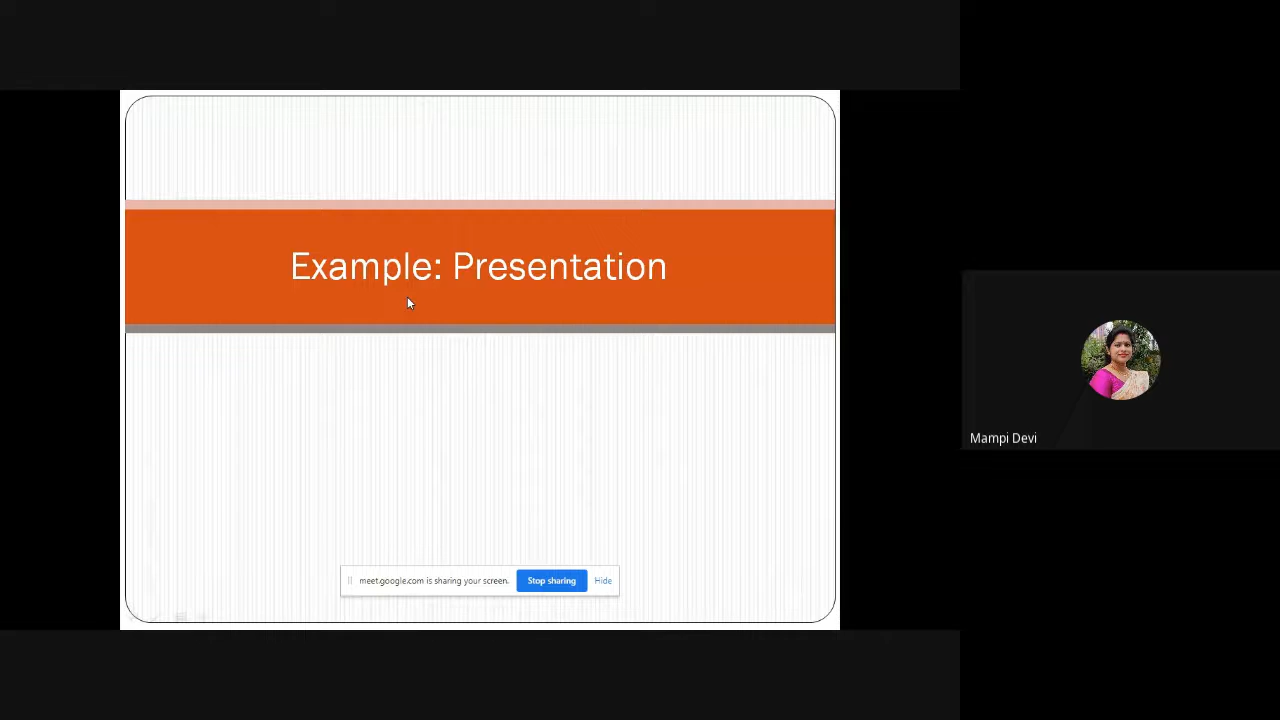 Example: Presentation
meet.google.com is sharing your screen. Stop sharing Hide
Mampi Devi